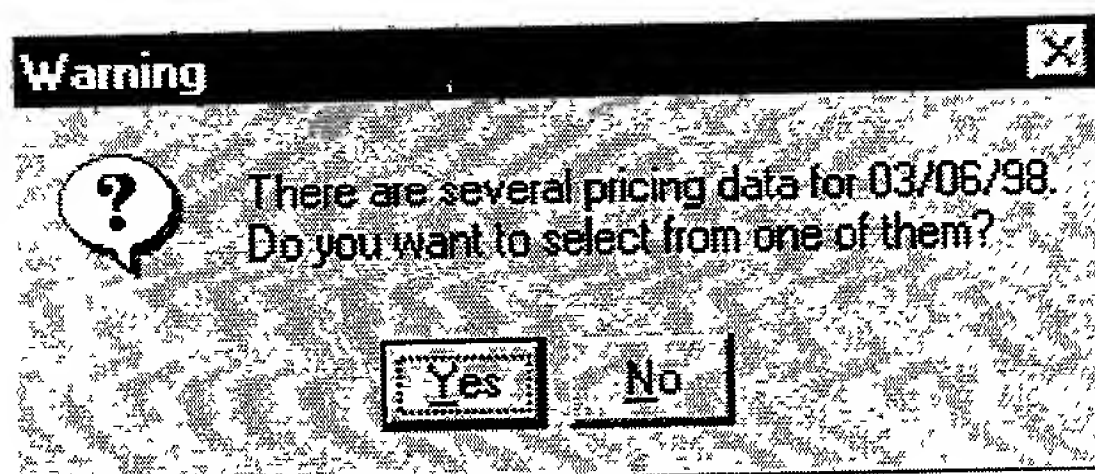 Warning
There are several pricing data for 03/06/98.
Do you want to select from one of them?
Yes
No